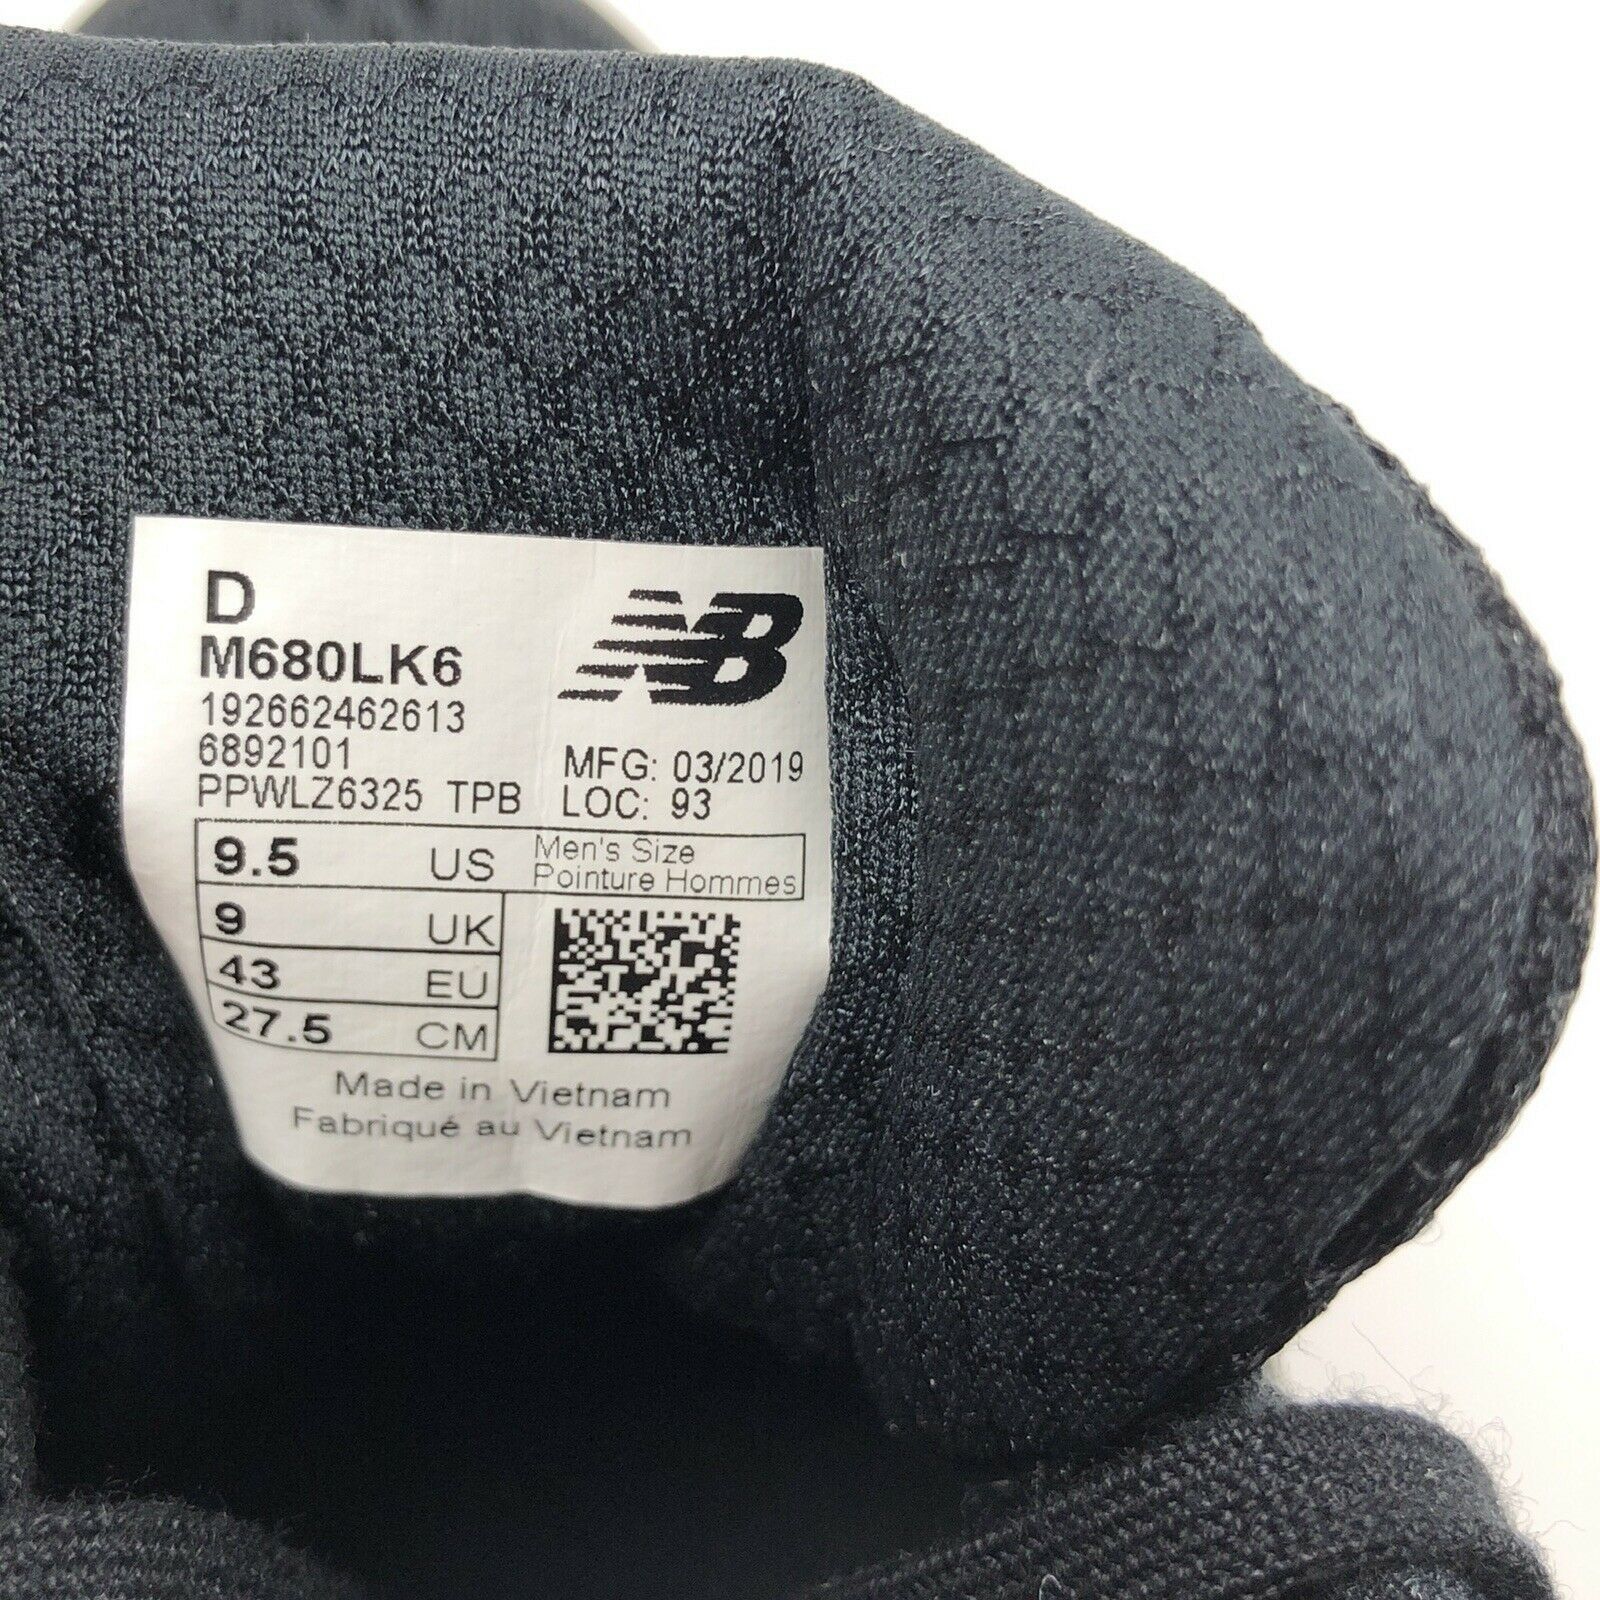 D
NB
M680LK6
192662462613
6892101
MFG: 03/2019
PPWLZ6325 TPB
LOC: 93
9.5 US
Men's Size
Pointure Hommes
9 UK
43 EU
27.5 CM
Made in Vietnam
Fabriqué au Vietnam